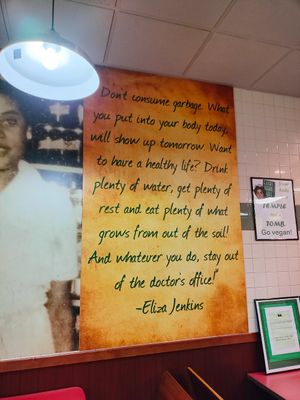 "Don't consume garbage. What
you put into your body today,
will show up tomorrow. Want
to have a healthy life? Drink
plenty of water, get plenty of
rest and eat plenty of what
grows from out of the soil!
And whatever you do, stay out
of the doctor's office!"
-Eliza Jenkins
TEMPLE
TOMB.
Go vegan!